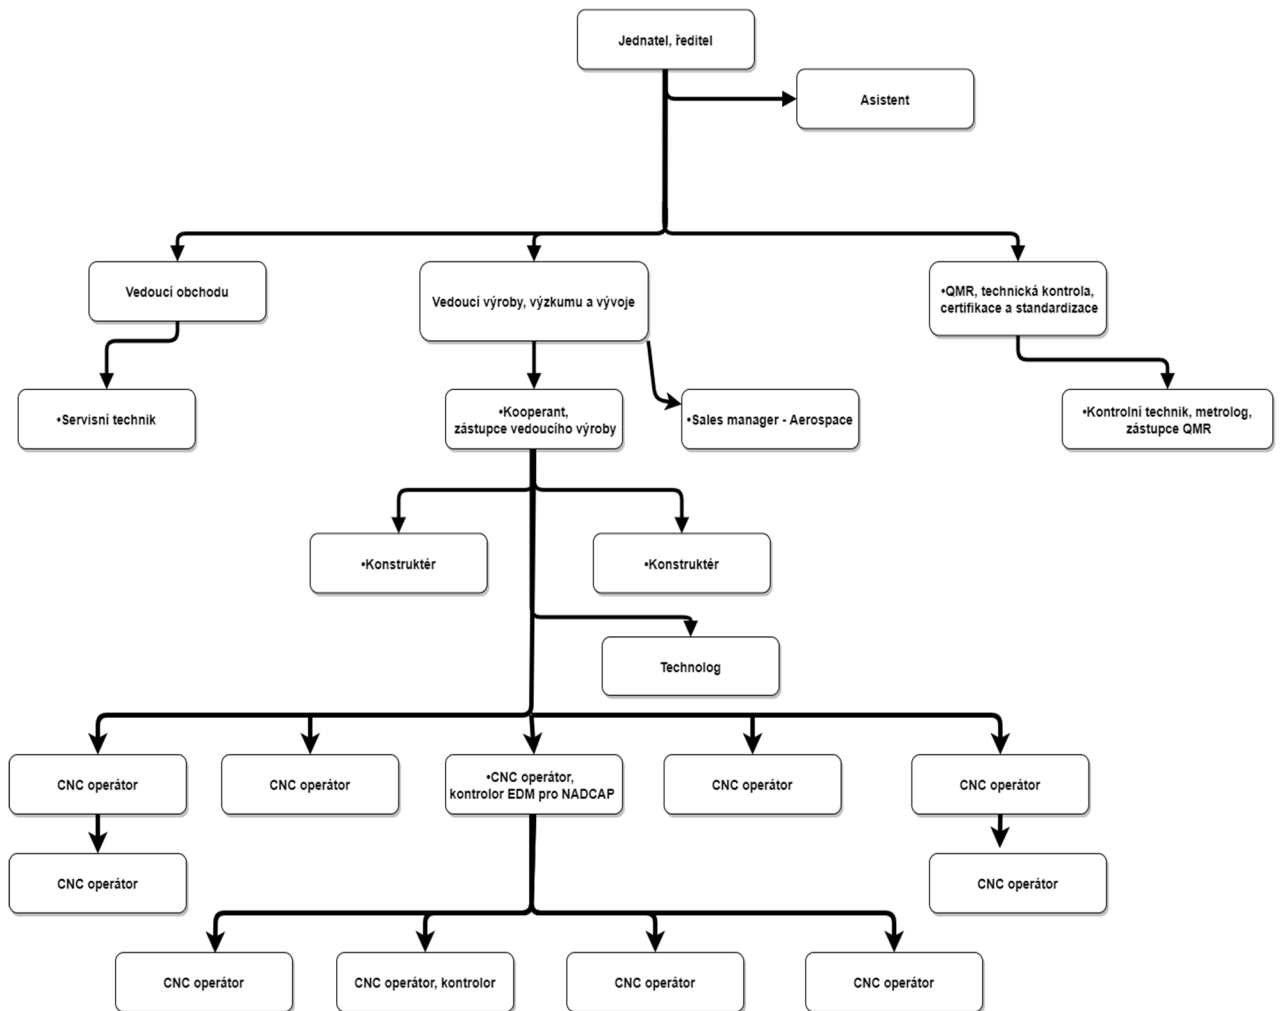 Jednatel, ředitel
Asistent
Vedoucí obchodu
Vedoucí výroby, výzkumu a vývoje
•QMR, technická kontrola,
certifikace a standardizace
•Servisní technik
•Kooperant,
zástupce vedoucího výroby
•Sales manager - Aerospace
•Kontrolní technik, metrolog,
zástupce QMR
•Konstruktér
•Konstruktér
Technolog
CNC operátor
CNC operátor
•CNC operátor,
kontrolor EDM pro NADCAP
CNC operátor
CNC operátor
CNC operátor
CNC operátor
CNC operátor
CNC operátor, kontrolor
CNC operátor
CNC operátor